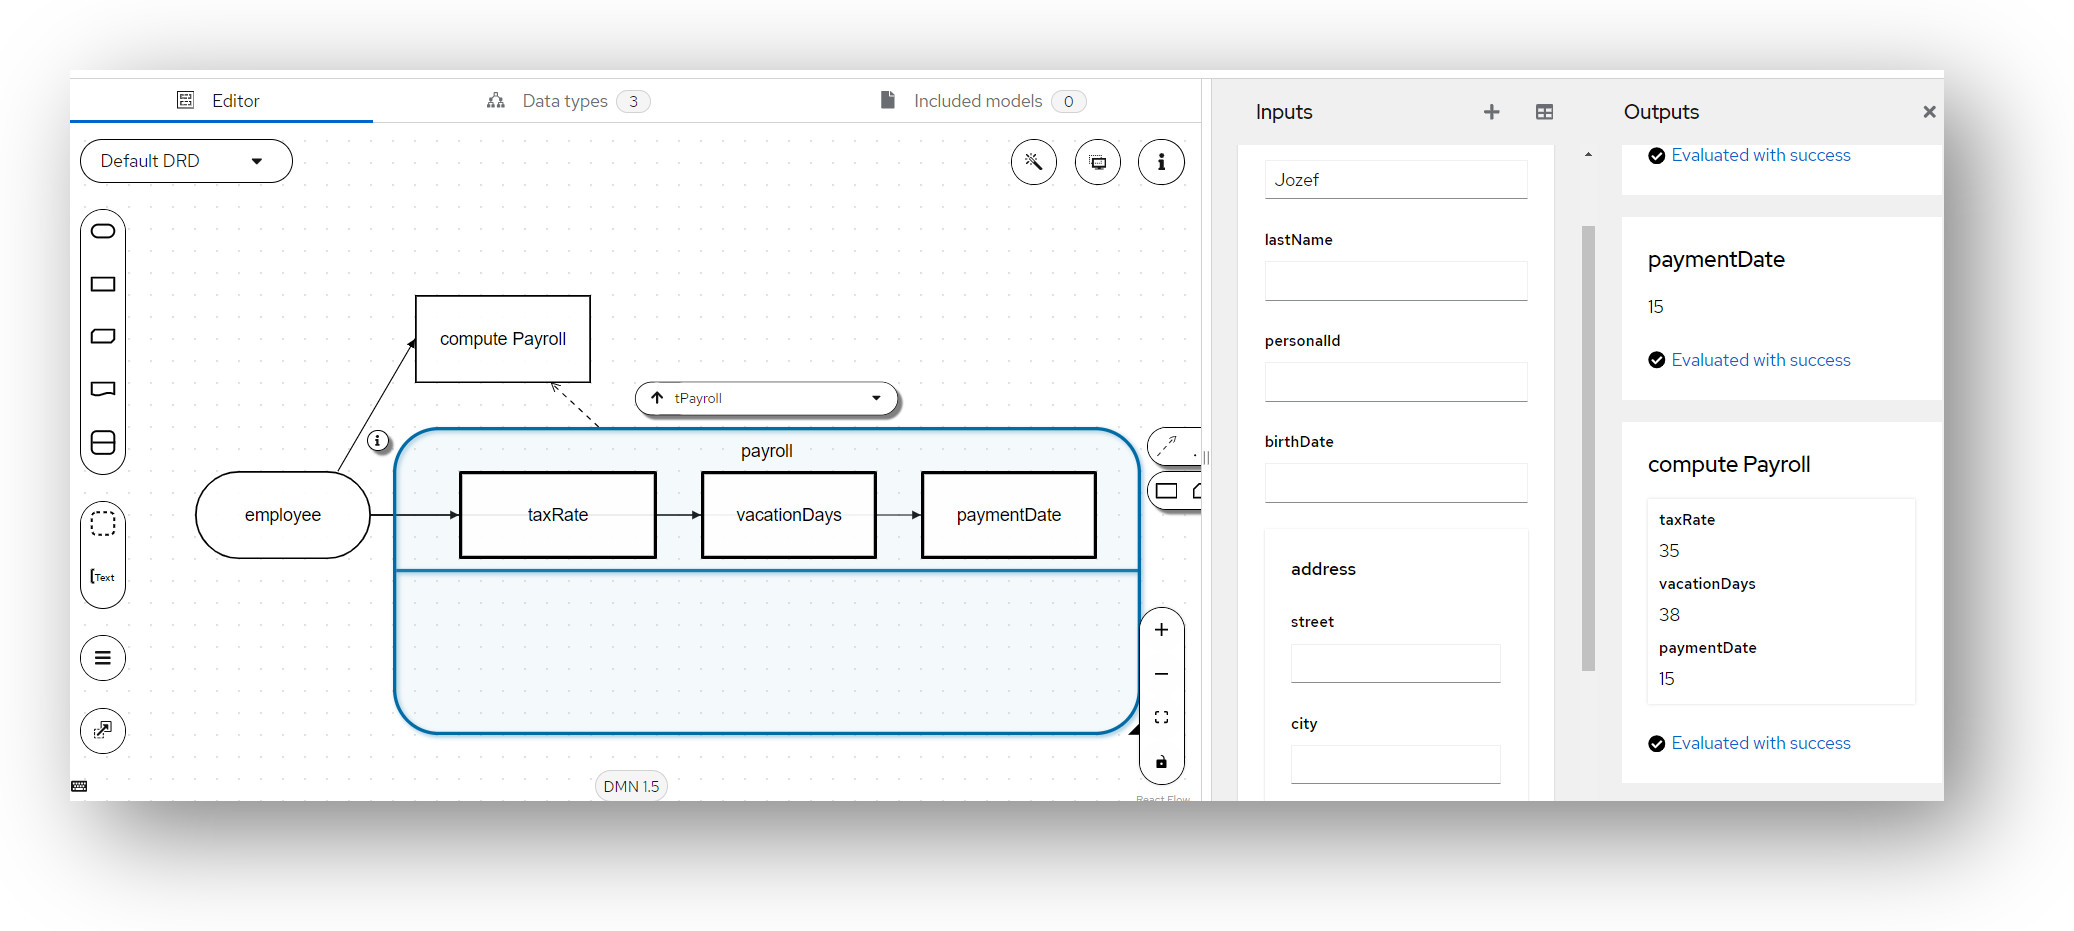 Editor
Data types 3
Included models 0
Default DRD
Text
compute Payroll
tPayroll
payroll
employee
taxRate
vacationDays
paymentDate
DMN 1.5
React Flow
Inputs
Jozef
lastName
personalId
birthDate
address
street
city
Outputs
Evaluated with success
paymentDate
15
Evaluated with success
compute Payroll
taxRate
35
vacationDays
38
paymentDate
15
Evaluated with success